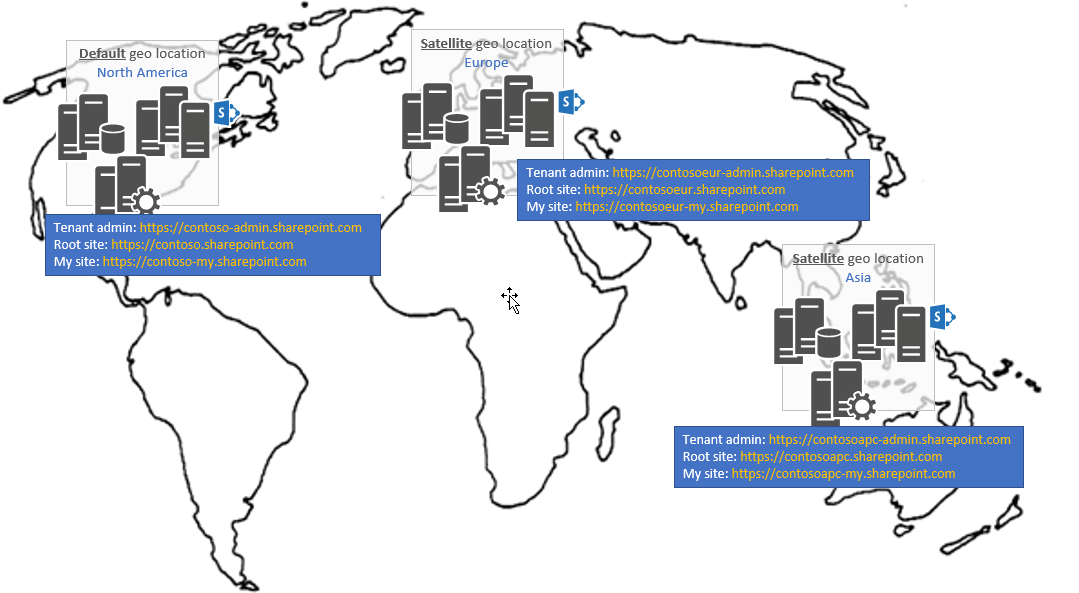 Default geo location
North America
S
Tenant admin: https://contoso-admin.sharepoint.com
Root site: https://contoso.sharepoint.com
My site: https://contoso-my.sharepoint.com
Satellite geo location
Europe
S
Tenant admin: https://contosoeur-admin.sharepoint.com
Root site: https://contosoeur.sharepoint.com
My site: https://contosoeur-my.sharepoint.com
Satellite geo location
Asia
S
Tenant admin: https://contosoapc-admin.sharepoint.com
Root site: https://contosoapc.sharepoint.com
My site: https://contosoapc-my.sharepoint.com